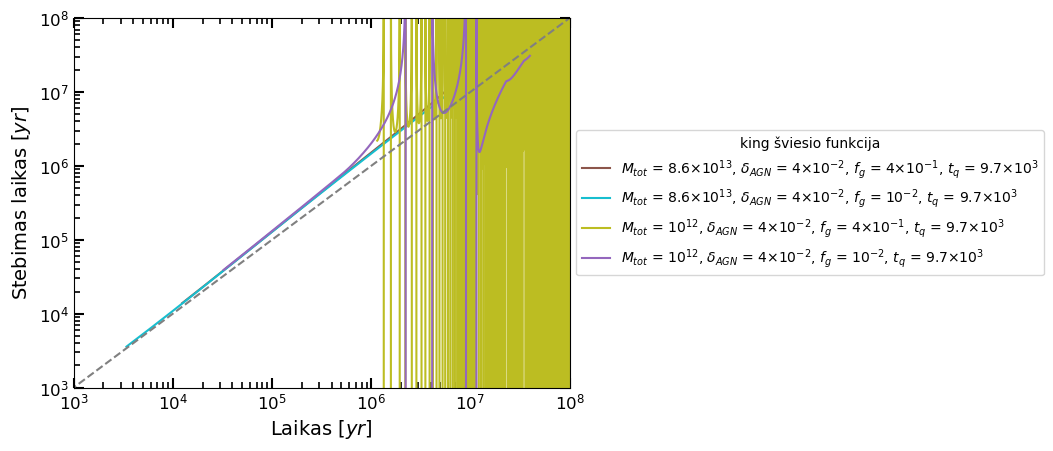 10⁸
10⁷
10⁶
10⁵
10⁴
10³
Stebimas laikas [yr]
10³ 10⁴ 10⁵ 10⁶ 10⁷ 10⁸
Laikas [yr]
king šviesio funkcija
M_tot = 8.6×10¹³, δ_AGN = 4×10⁻², f_g = 4×10⁻¹, t_q = 9.7×10³
M_tot = 8.6×10¹³, δ_AGN = 4×10⁻², f_g = 10⁻², t_q = 9.7×10³
M_tot = 10¹², δ_AGN = 4×10⁻², f_g = 4×10⁻¹, t_q = 9.7×10³
M_tot = 10¹², δ_AGN = 4×10⁻², f_g = 10⁻², t_q = 9.7×10³